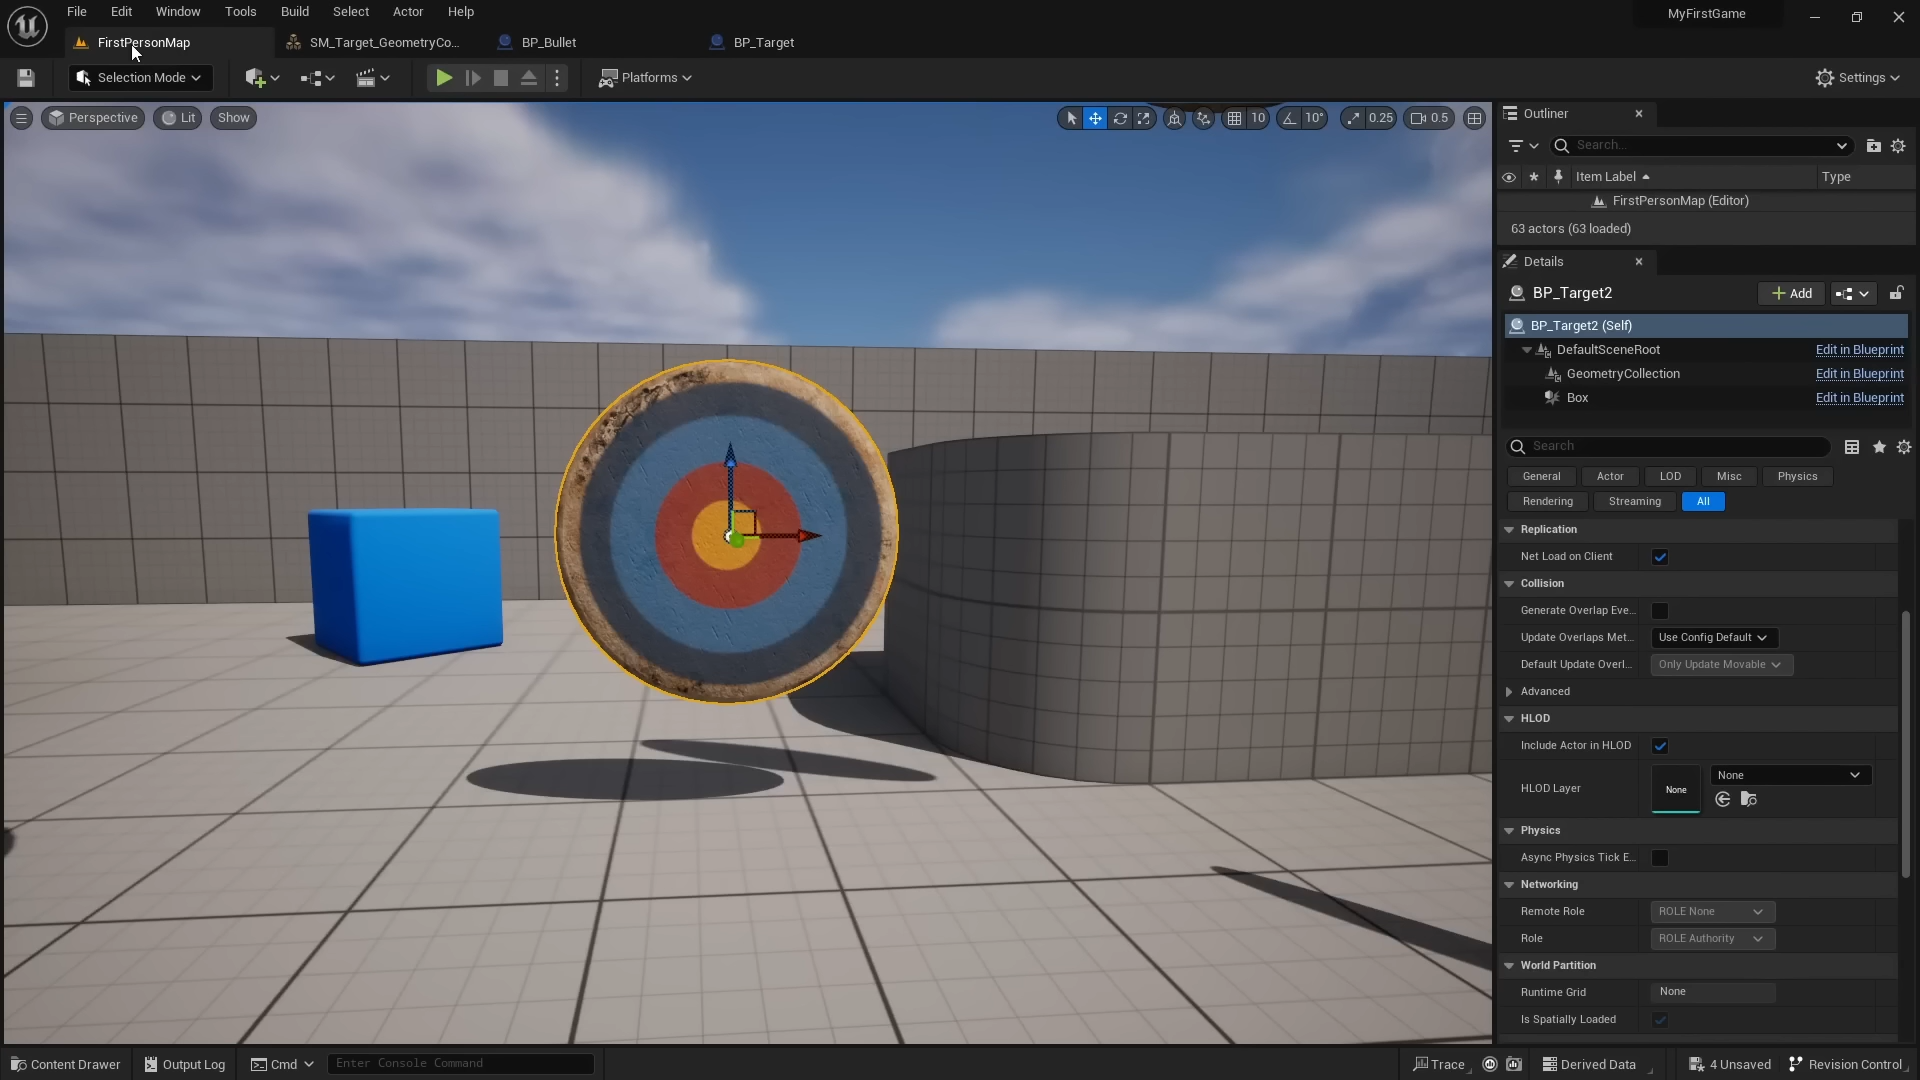 File Edit Window Tools Build Select Actor Help
MyFirstGame
FirstPersonMap
SM_Target_GeometryCo...
BP_Bullet
BP_Target
Selection Mode
Platforms
Settings
Perspective Lit Show
10 10° 0.25 0.5
Outliner
Search...
Item Label Type
FirstPersonMap (Editor)
63 actors (63 loaded)
Details
BP_Target2
Add
BP_Target2 (Self)
DefaultSceneRoot Edit in Blueprint
GeometryCollection Edit in Blueprint
Box Edit in Blueprint
Search
General Actor LOD Misc Physics
Rendering Streaming All
Replication
Net Load on Client
Collision
Generate Overlap Eve...
Update Overlaps Met... Use Config Default
Default Update Overl... Only Update Movable
Advanced
HLOD
Include Actor in HLOD
HLOD Layer None None
Physics
Async Physics Tick E...
Networking
Remote Role ROLE None
Role ROLE Authority
World Partition
Runtime Grid None
Is Spatially Loaded
Content Drawer Output Log Cmd Enter Console Command
Trace Derived Data 4 Unsaved Revision Control